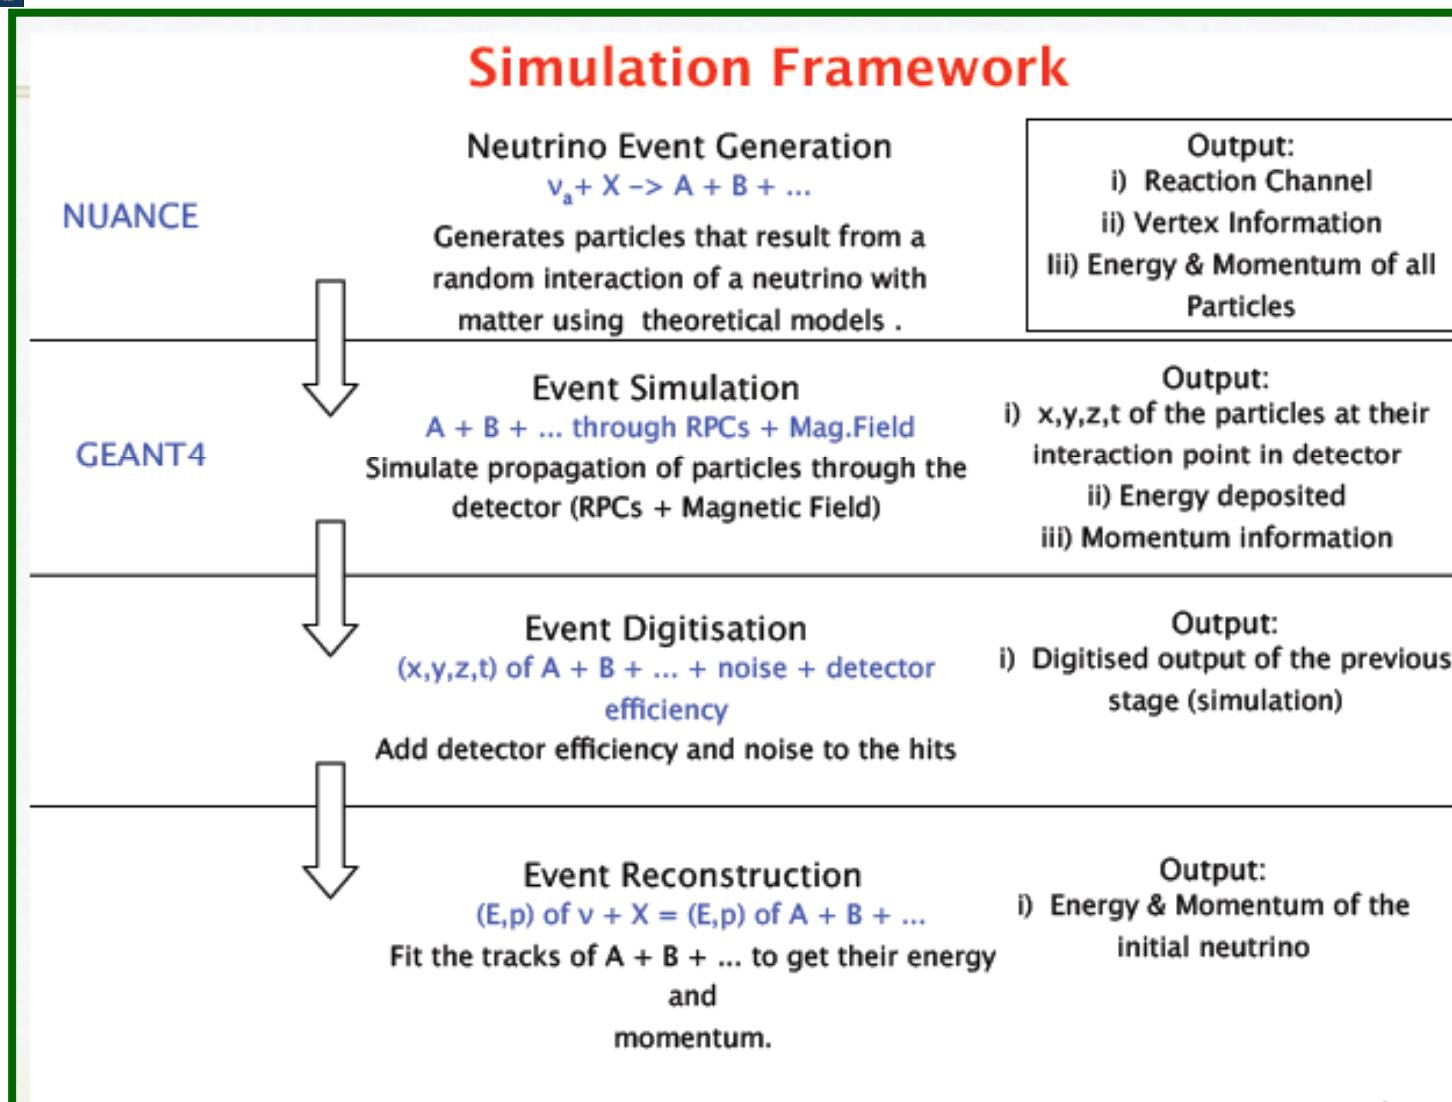 Simulation Framework
NUANCE
Neutrino Event Generation
νa+ X -> A + B + ...
Generates particles that result from a
random interaction of a neutrino with
matter using theoretical models .
Output:
i) Reaction Channel
ii) Vertex Information
Iii) Energy & Momentum of all
Particles
GEANT4
Event Simulation
A + B + ... through RPCs + Mag.Field
Simulate propagation of particles through the
detector (RPCs + Magnetic Field)
Output:
i) x,y,z,t of the particles at their
interaction point in detector
ii) Energy deposited
iii) Momentum information
Event Digitisation
(x,y,z,t) of A + B + ... + noise + detector
efficiency
Add detector efficiency and noise to the hits
Output:
i) Digitised output of the previous
stage (simulation)
Event Reconstruction
(E,p) of ν + X = (E,p) of A + B + ...
Fit the tracks of A + B + ... to get their energy
and
momentum.
Output:
i) Energy & Momentum of the
initial neutrino